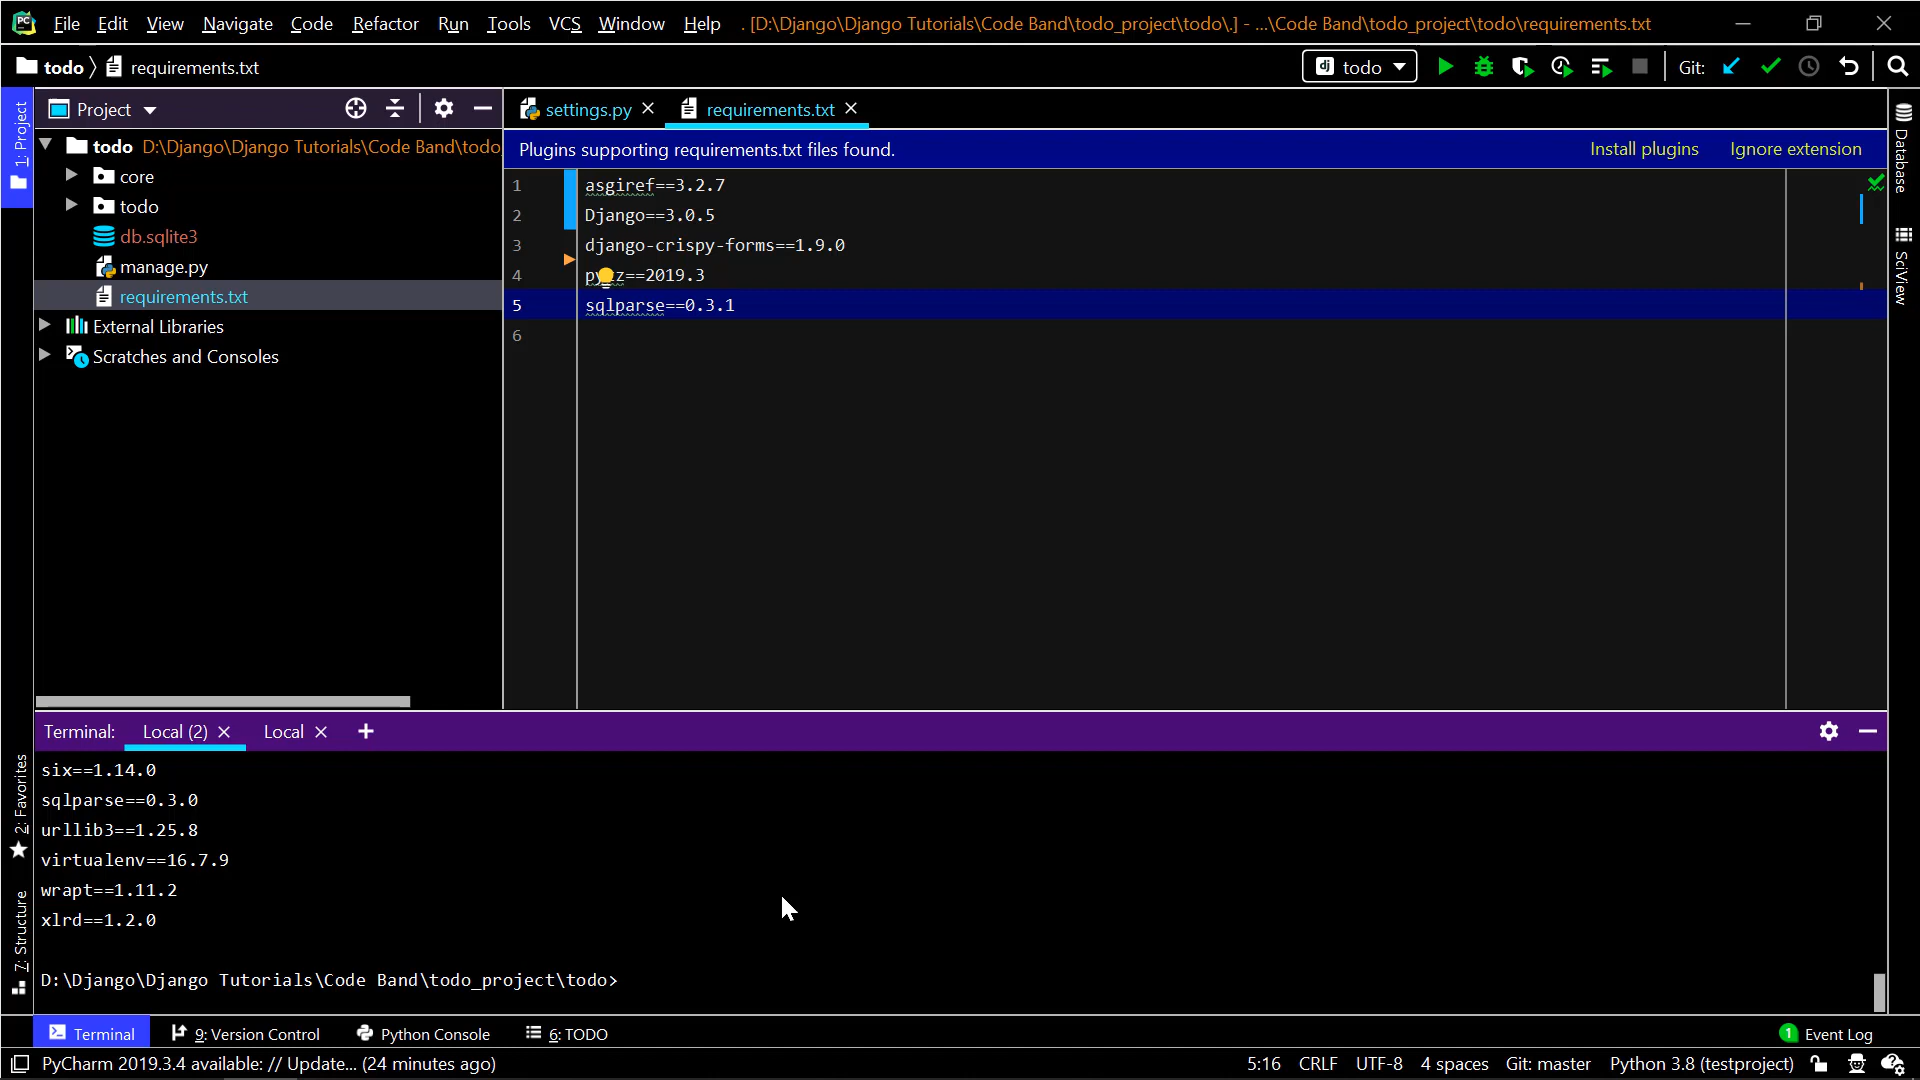 File Edit View Navigate Code Refactor Run Tools VCS Window Help . [D:\Django\Django Tutorials\Code Band\todo_project\todo\.] - ...\Code Band\todo_project\todo\requirements.txt
todo requirements.txt
dj todo Git:
1: Project
Project
settings.py
requirements.txt
todo D:\Django\Django Tutorials\Code Band\todo
core
todo
db.sqlite3
manage.py
requirements.txt
External Libraries
Scratches and Consoles
Plugins supporting requirements.txt files found. Install plugins Ignore extension
1 asgiref==3.2.7
2 Django==3.0.5
3 django-crispy-forms==1.9.0
4 ==2019.3
5 sqlparse==0.3.1
6
Database
SciView
2: Favorites
7: Structure
Terminal: Local (2) Local
six==1.14.0
sqlparse==0.3.0
urllib3==1.25.8
virtualenv==16.7.9
wrapt==1.11.2
xlrd==1.2.0
D:\Django\Django Tutorials\Code Band\todo_project\todo>
Terminal 9: Version Control Python Console 6: TODO 1 Event Log
PyCharm 2019.3.4 available: // Update... (24 minutes ago) 5:16 CRLF UTF-8 4 spaces Git: master Python 3.8 (testproject)